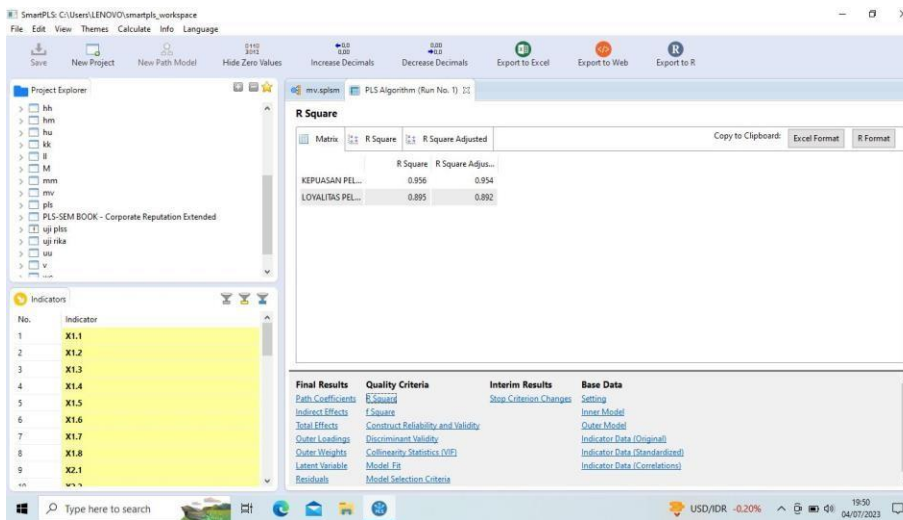 SmartPLS: C:\Users\LENOVO\smartpls_workspace
File Edit View Themes Calculate Info Language
Save New Project New Path Model Hide Zero Values Increase Decimals Decrease Decimals Export to Excel Export to Web Export to R
Project Explorer
hh
hm
hu
kk
ll
M
mm
mv
pls
PLS-SEM BOOK - Corporate Reputation Extended
uji plss
uji rika
uu
v
Indicators
No. Indicator
1 X1.1
2 X1.2
3 X1.3
4 X1.4
5 X1.5
6 X1.6
7 X1.7
8 X1.8
9 X2.1
mv.splsm PLS Algorithm (Run No. 1)
R Square
Matrix R Square R Square Adjusted Copy to Clipboard: Excel Format R Format
R Square R Square Adjus...
KEPUASAN PEL... 0.956 0.954
LOYALITAS PEL... 0.895 0.892
Final Results Quality Criteria Interim Results Base Data
Path Coefficients R Square Stop Criterion Changes Setting
Indirect Effects f Square Inner Model
Total Effects Construct Reliability and Validity Outer Model
Outer Loadings Discriminant Validity Indicator Data (Original)
Outer Weights Collinearity Statistics (VIF) Indicator Data (Standardized)
Latent Variable Model Fit Indicator Data (Correlations)
Residuals Model Selection Criteria
Type here to search USD/IDR -0.20% 19:50
04/07/2023